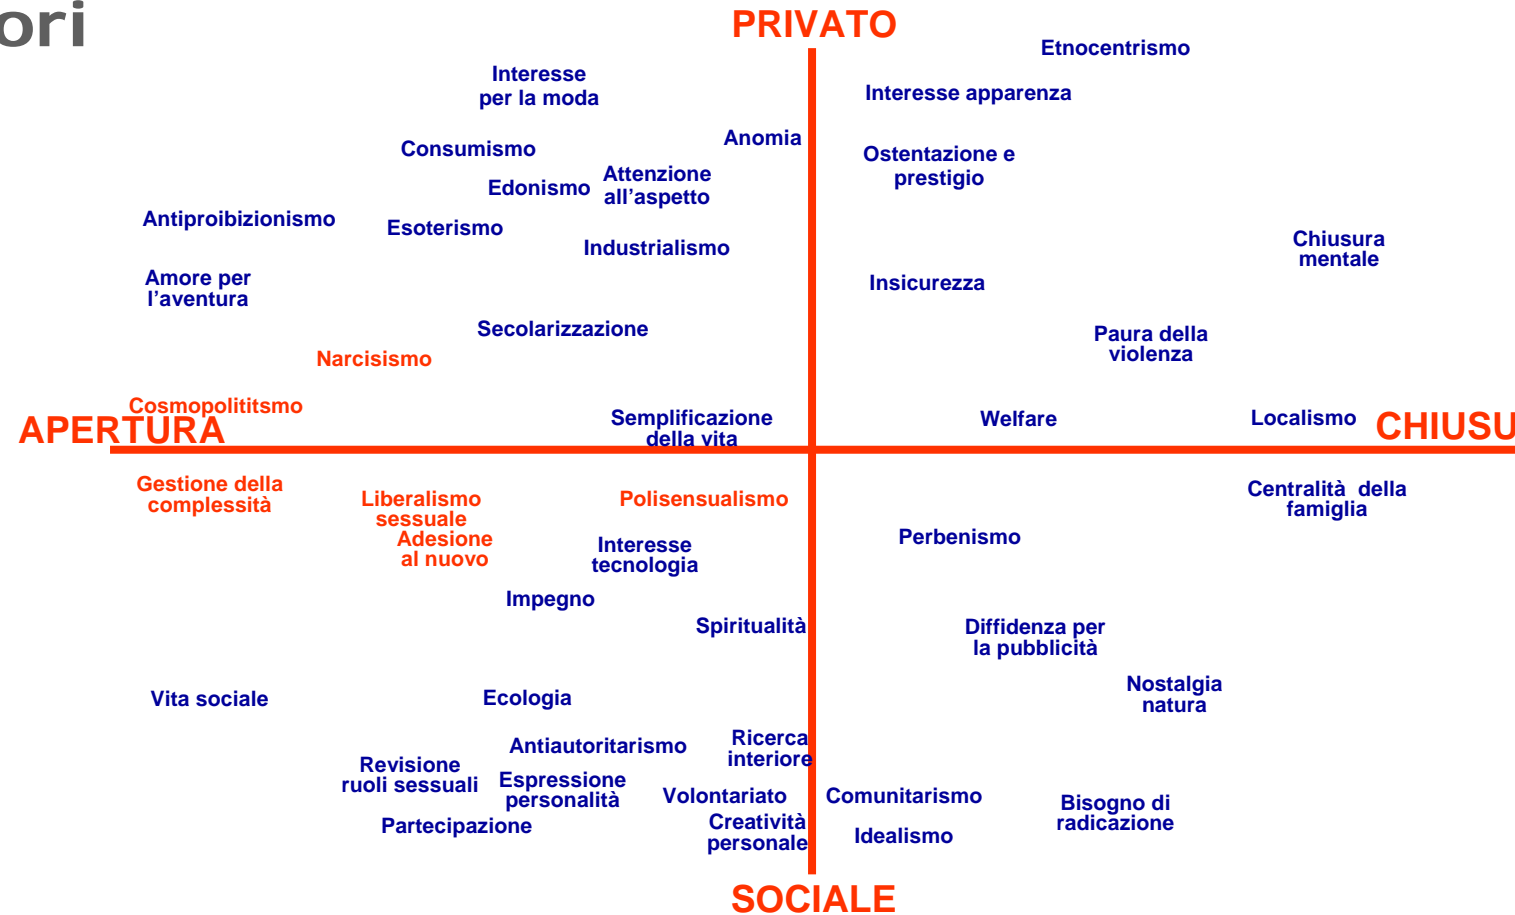 ori
PRIVATO
Etnocentrismo
Interesse
per la moda
Interesse apparenza
Anomia
Consumismo
Ostentazione e
prestigio
Attenzione
all'aspetto
Edonismo
Antiproibizionismo
Esoterismo
Industrialismo
Chiusura
mentale
Amore per
l'aventura
Insicurezza
Secolarizzazione
Paura della
violenza
Narcisismo
Cosmopolititsmo
Semplificazione
della vita
Welfare
Localismo
APERTURA
CHIUSU
Gestione della
complessità
Liberalismo
sessuale
Polisensualismo
Centralità della
famiglia
Adesione
al nuovo
Interesse
tecnologia
Perbenismo
Impegno
Spiritualità
Diffidenza per
la pubblicità
Vita sociale
Ecologia
Nostalgia
natura
Antiautoritarismo
Ricerca
interiore
Revisione
ruoli sessuali
Espressione
personalità
Volontariato
Comunitarismo
Bisogno di
radicazione
Partecipazione
Creatività
personale
Idealismo
SOCIALE